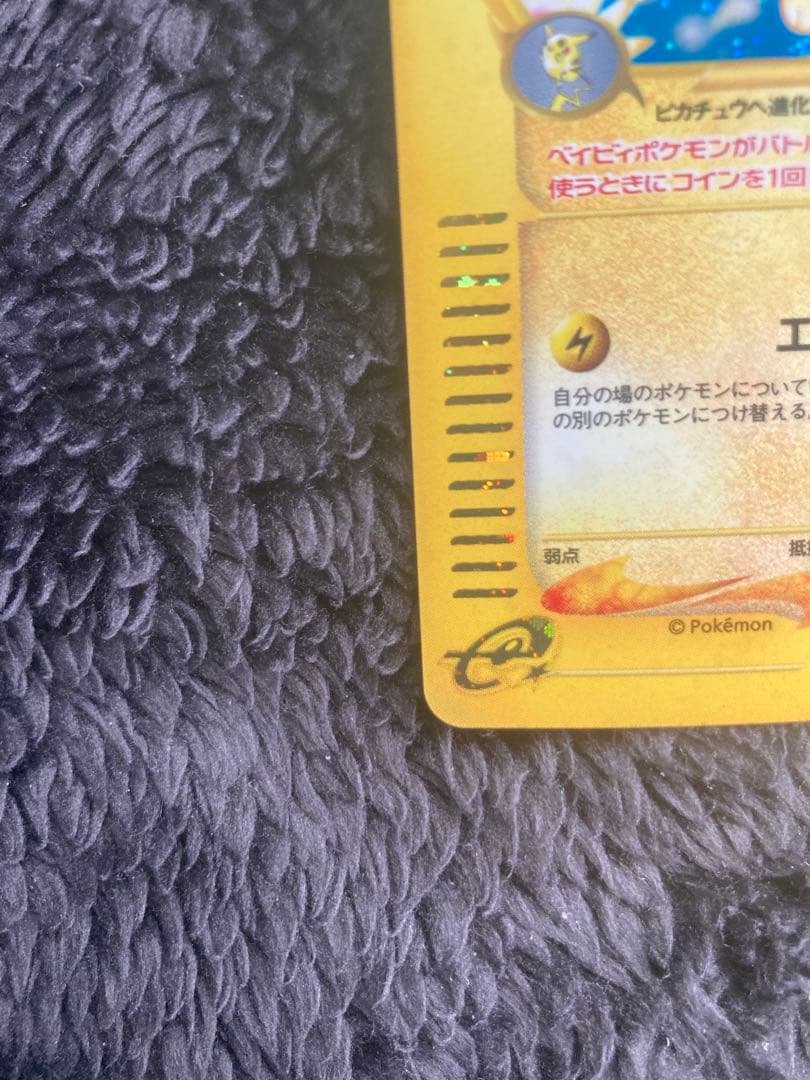 ピカチュウへ進化
ベイビィポケモンがバトル
使うときにコインを1回
エ
自分の場のポケモンについて
の別のポケモンにつけ替える。
弱点
抵
© Pokémon